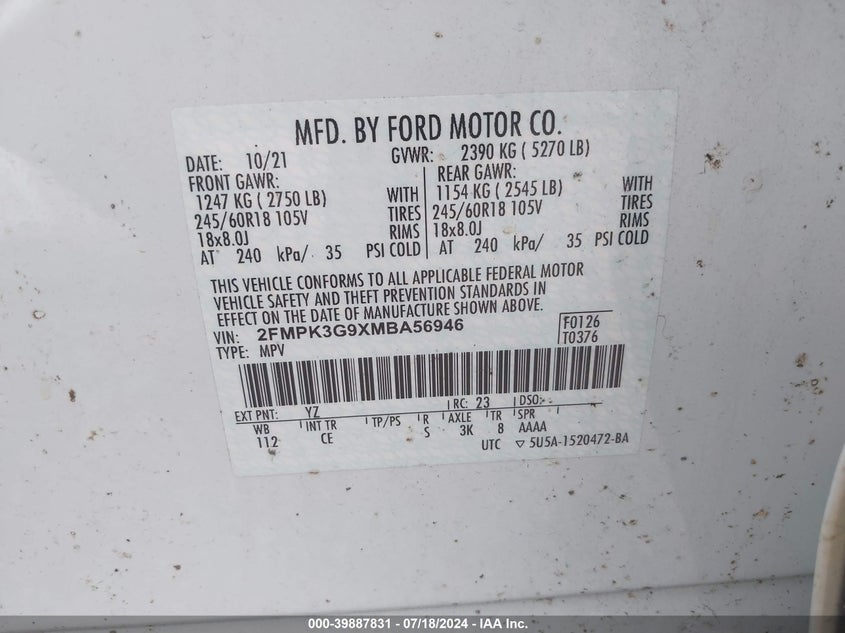 MFD. BY FORD MOTOR CO.
DATE: 10/21 GVWR: 2390 KG ( 5270 LB)
FRONT GAWR: REAR GAWR:
1247 KG ( 2750 LB) WITH 1154 KG ( 2545 LB) WITH
245/60R18 105V TIRES 245/60R18 105V TIRES
18x8.0J RIMS 18x8.0J RIMS
AT 240 kPa/ 35 PSI COLD AT 240 kPa/ 35 PSI COLD
THIS VEHICLE CONFORMS TO ALL APPLICABLE FEDERAL MOTOR
VEHICLE SAFETY AND THEFT PREVENTION STANDARDS IN
EFFECT ON THE DATE OF MANUFACTURE SHOWN ABOVE.
VIN: 2FMPK3G9XMBA56946 F0126
TYPE: MPV T0376
EXT PNT: YZ RC: 23 DSO:
WB INT TR TP/PS R AXLE TR SPR
112 CE S 3K 8 AAAA
UTC ▽ 5U5A-1520472-BA
000-39887831 / 07/18/2024 - IAA Inc.